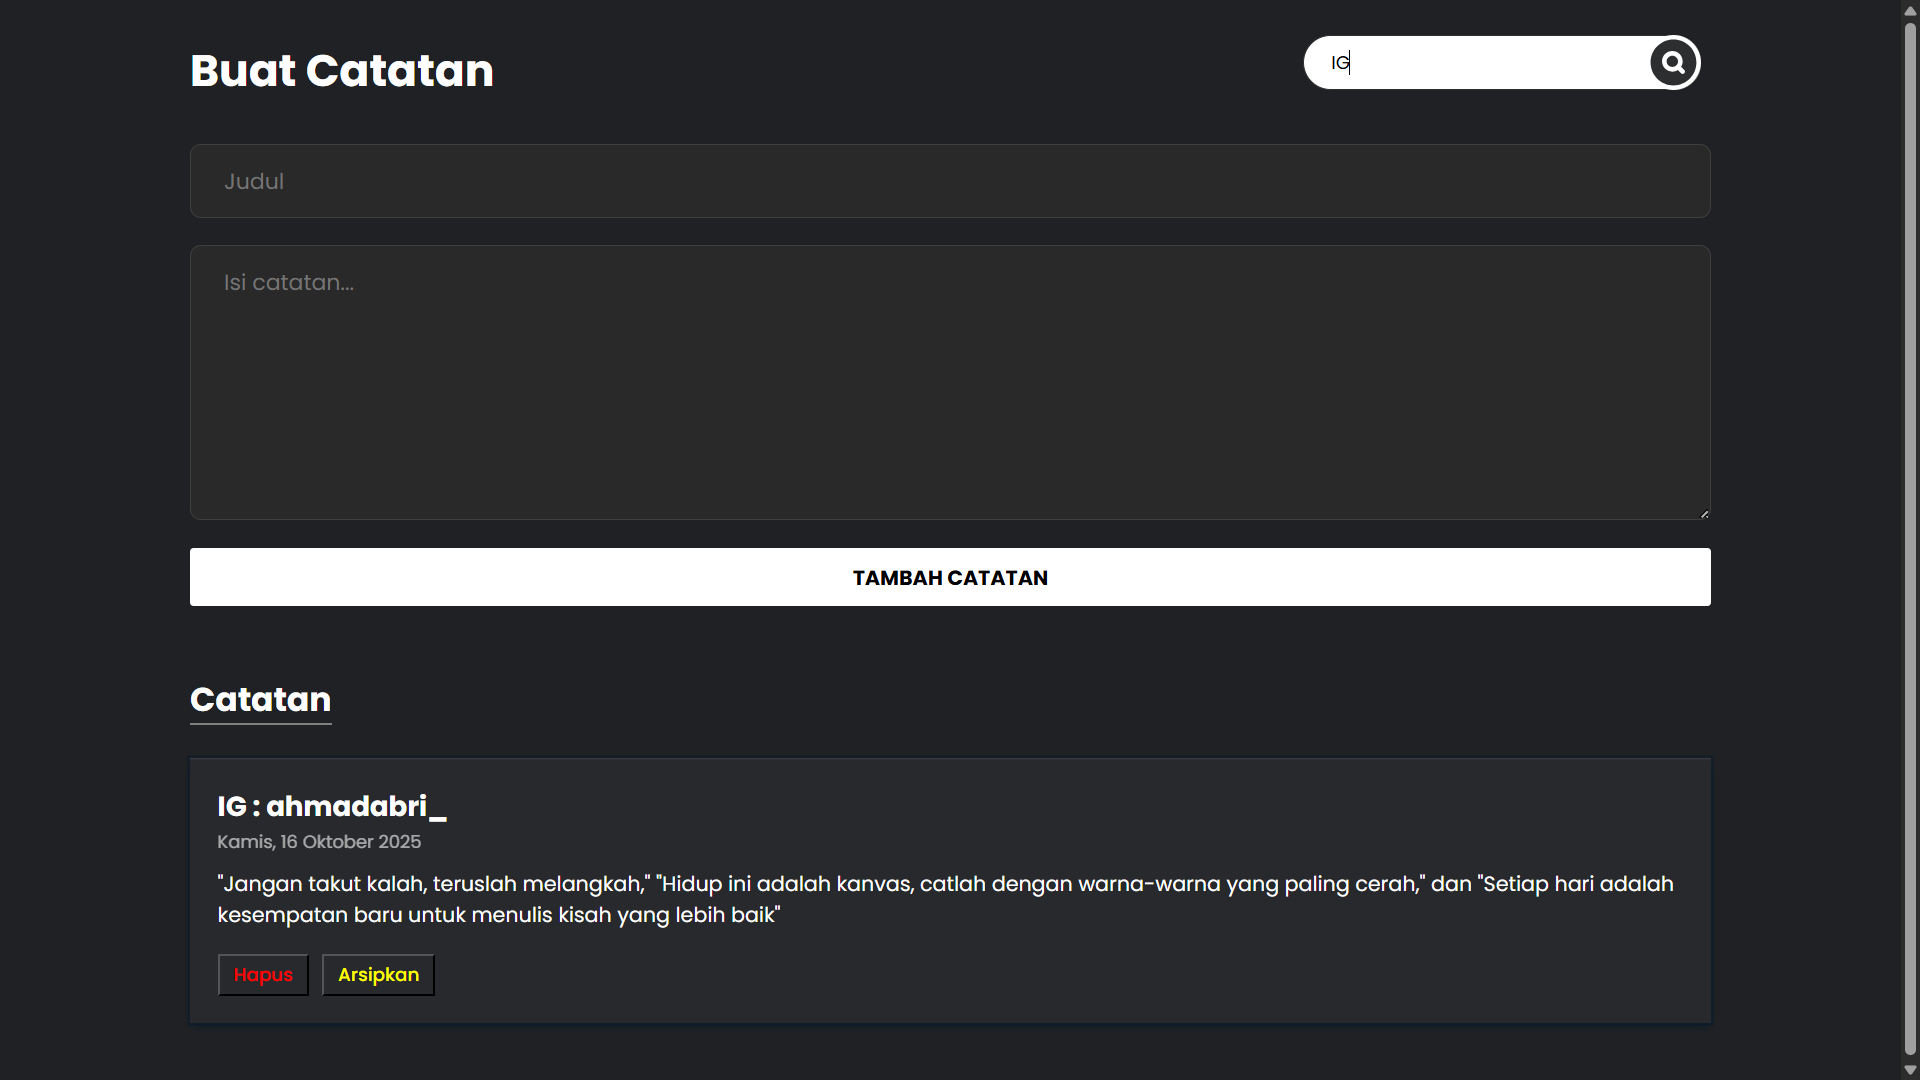 Buat Catatan
IG
Judul
Isi catatan...
TAMBAH CATATAN
Catatan
IG : ahmadabri_
Kamis, 16 Oktober 2025
"Jangan takut kalah, teruslah melangkah," "Hidup ini adalah kanvas, catlah dengan warna-warna yang paling cerah," dan "Setiap hari adalah
kesempatan baru untuk menulis kisah yang lebih baik"
Hapus
Arsipkan